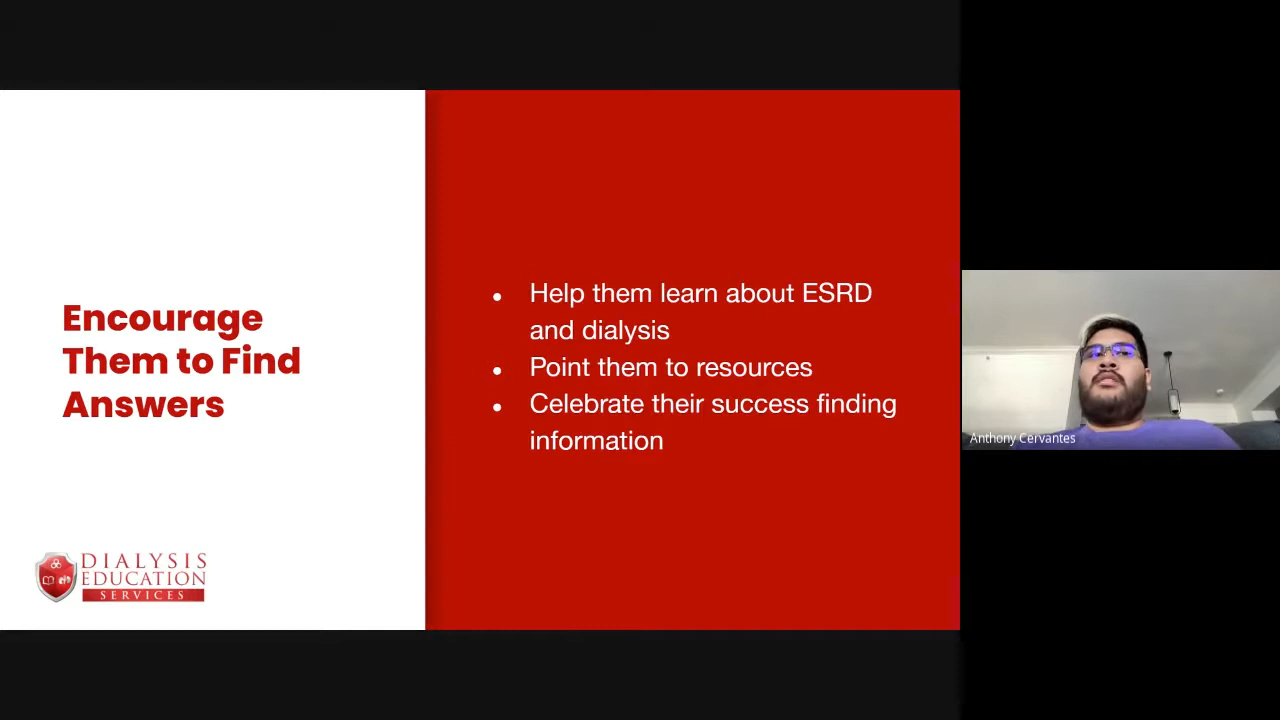 Encourage
Them to Find
Answers
• Help them learn about ESRD
and dialysis
• Point them to resources
• Celebrate their success finding
information
DIALYSIS
EDUCATION
SERVICES
Anthony Cervantes